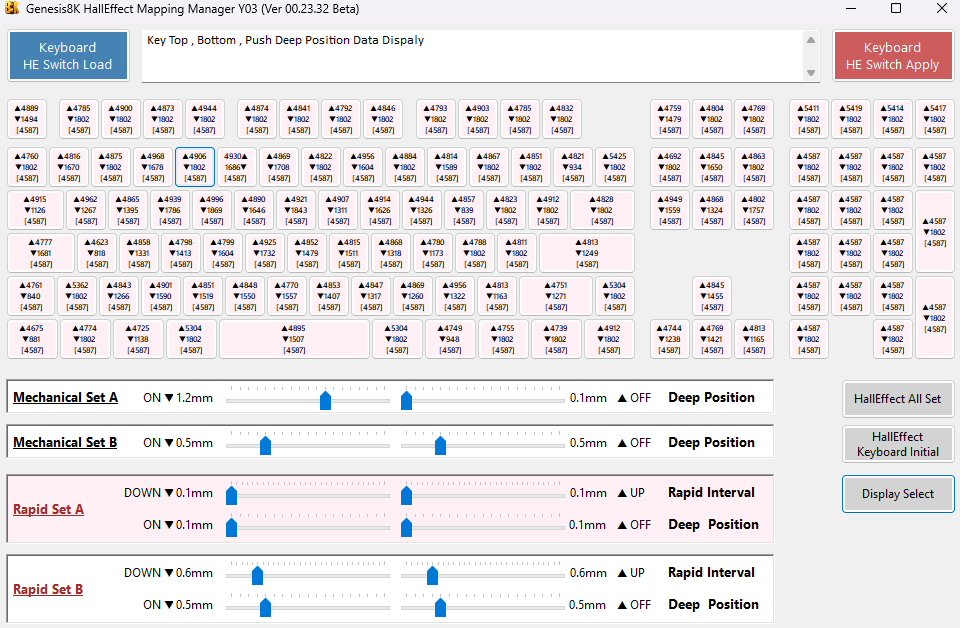 Genesis8K HallEffect Mapping Manager Y03 (Ver 00.23.32 Beta)
Keyboard
HE Switch Load
Key Top , Bottom , Push Deep Position Data Dispaly
Keyboard
HE Switch Apply
▲4889 ▲4785 ▲4900 ▲4873 ▲4944 ▲4874 ▲4841 ▲4792 ▲4846 ▲4793 ▲4903 ▲4785 ▲4832 ▲4759 ▲4804 ▲4769 ▲5411 ▲5419 ▲5414 ▲5417
▼1494 ▼1802 ▼1802 ▼1802 ▼1802 ▼1802 ▼1802 ▼1802 ▼1802 ▼1802 ▼1802 ▼1802 ▼1802 ▼1479 ▼1802 ▼1802 ▼1802 ▼1802 ▼1802 ▼1802
[4587] [4587] [4587] [4587] [4587] [4587] [4587] [4587] [4587] [4587] [4587] [4587] [4587] [4587] [4587] [4587] [4587] [4587] [4587] [4587]
▲4760 ▲4816 ▲4875 ▲4968 ▲4906 4930▲ ▲4869 ▲4822 ▲4956 ▲4884 ▲4814 ▲4867 ▲4851 ▲4821 ▲5425 ▲4692 ▲4845 ▲4863 ▲4587 ▲4587 ▲4587 ▲4587
▼1802 ▼1670 ▼1802 ▼1678 ▼1802 1686▼ ▼1708 ▼1802 ▼1604 ▼1802 ▼1589 ▼1802 ▼1802 ▼934 ▼1802 ▼1802 ▼1650 ▼1802 ▼1802 ▼1802 ▼1802 ▼1802
[4587] [4587] [4587] [4587] [4587] [4587] [4587] [4587] [4587] [4587] [4587] [4587] [4587] [4587] [4587] [4587] [4587] [4587] [4587] [4587] [4587] [4587]
▲4915 ▲4962 ▲4865 ▲4939 ▲4996 ▲4890 ▲4921 ▲4907 ▲4914 ▲4944 ▲4857 ▲4823 ▲4912 ▲4828 ▲4949 ▲4868 ▲4802 ▲4587 ▲4587 ▲4587
▼1126 ▼1267 ▼1395 ▼1786 ▼1869 ▼1646 ▼1843 ▼1311 ▼1626 ▼1326 ▼839 ▼1802 ▼1802 ▼1802 ▼1559 ▼1324 ▼1757 ▼1802 ▼1802 ▼1802
[4587] [4587] [4587] [4587] [4587] [4587] [4587] [4587] [4587] [4587] [4587] [4587] [4587] [4587] [4587] [4587] [4587] [4587] [4587] [4587]
▲4587
▼1802
[4587]
▲4777 ▲4623 ▲4858 ▲4798 ▲4799 ▲4925 ▲4852 ▲4815 ▲4868 ▲4780 ▲4788 ▲4811 ▲4813 ▲4587 ▲4587 ▲4587
▼1681 ▼818 ▼1331 ▼1413 ▼1604 ▼1732 ▼1479 ▼1511 ▼1318 ▼1173 ▼1802 ▼1802 ▼1249 ▼1802 ▼1802 ▼1802
[4587] [4587] [4587] [4587] [4587] [4587] [4587] [4587] [4587] [4587] [4587] [4587] [4587] [4587] [4587] [4587]
▲4761 ▲5362 ▲4843 ▲4901 ▲4851 ▲4848 ▲4770 ▲4853 ▲4847 ▲4869 ▲4956 ▲4813 ▲4751 ▲5304 ▲4845 ▲4587 ▲4587 ▲4587
▼840 ▼1802 ▼1266 ▼1590 ▼1519 ▼1550 ▼1557 ▼1407 ▼1317 ▼1260 ▼1322 ▼1163 ▼1271 ▼1802 ▼1455 ▼1802 ▼1802 ▼1802
[4587] [4587] [4587] [4587] [4587] [4587] [4587] [4587] [4587] [4587] [4587] [4587] [4587] [4587] [4587] [4587] [4587] [4587]
▲4587
▼1802
[4587]
▲4675 ▲4774 ▲4725 ▲5304 ▲4895 ▲5304 ▲4749 ▲4755 ▲4739 ▲4912 ▲4744 ▲4769 ▲4813 ▲4587 ▲4587
▼881 ▼1802 ▼1138 ▼1802 ▼1507 ▼1802 ▼948 ▼1802 ▼1802 ▼1802 ▼1238 ▼1421 ▼1165 ▼1802 ▼1802
[4587] [4587] [4587] [4587] [4587] [4587] [4587] [4587] [4587] [4587] [4587] [4587] [4587] [4587] [4587]
Mechanical Set A ON ▼1.2mm 0.1mm ▲ OFF Deep Position
HallEffect All Set
Mechanical Set B ON ▼0.5mm 0.5mm ▲ OFF Deep Position
HallEffect
Keyboard Initial
Rapid Set A
DOWN ▼0.1mm 0.1mm ▲ UP Rapid Interval
ON ▼0.1mm 0.1mm ▲ OFF Deep Position
Display Select
Rapid Set B
DOWN ▼0.6mm 0.6mm ▲ UP Rapid Interval
ON ▼0.5mm 0.5mm ▲ OFF Deep Position